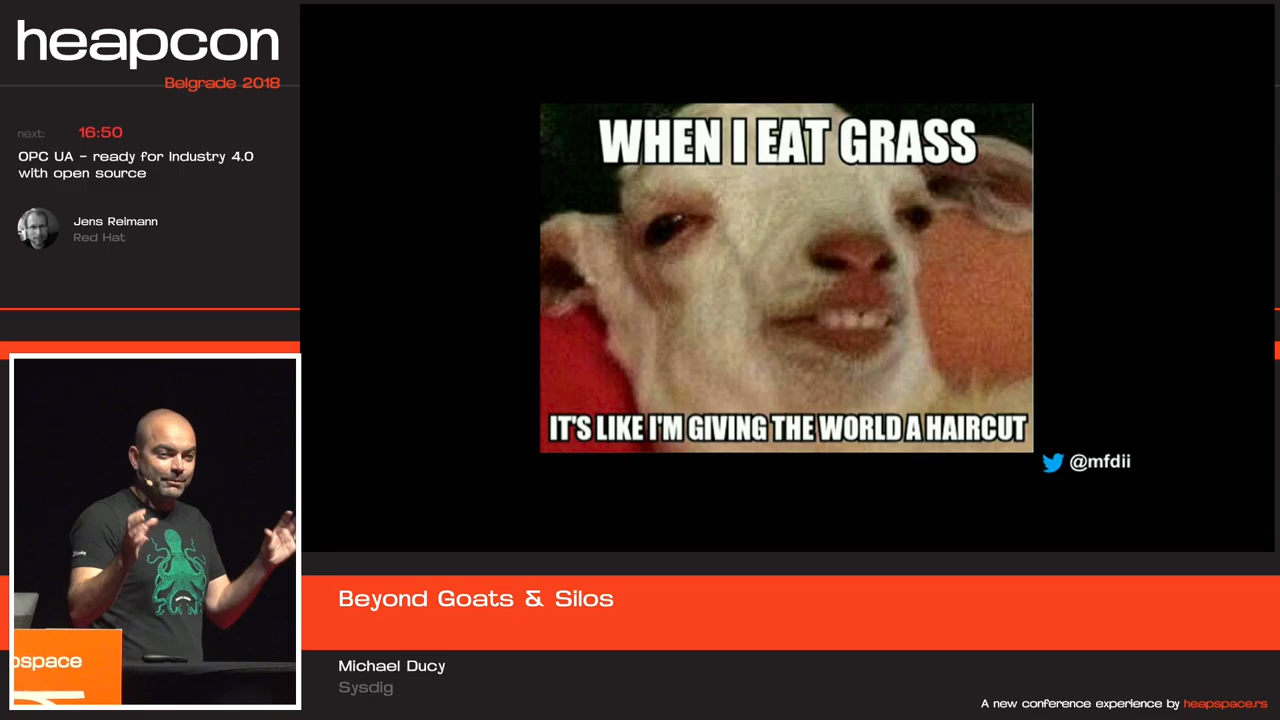 heapcon
Belgrade 2018
next: 16:50
OPC UA - ready for Industry 4.0
with open source
Jens Reimann
Red Hat
WHEN I EAT GRASS
IT'S LIKE I'M GIVING THE WORLD A HAIRCUT
@mfdii
pspace
Beyond Goats & Silos
Michael Ducy
Sysdig
A new conference experience by heapspace.rs